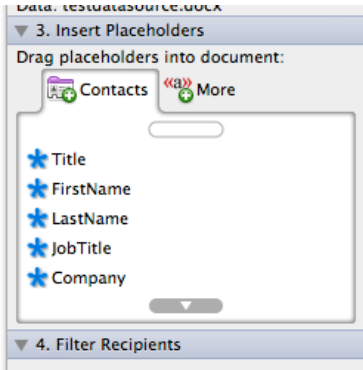 Data: testdatasource.docx
3. Insert Placeholders
Drag placeholders into document:
Contacts «a» More
Title
FirstName
LastName
JobTitle
Company
4. Filter Recipients